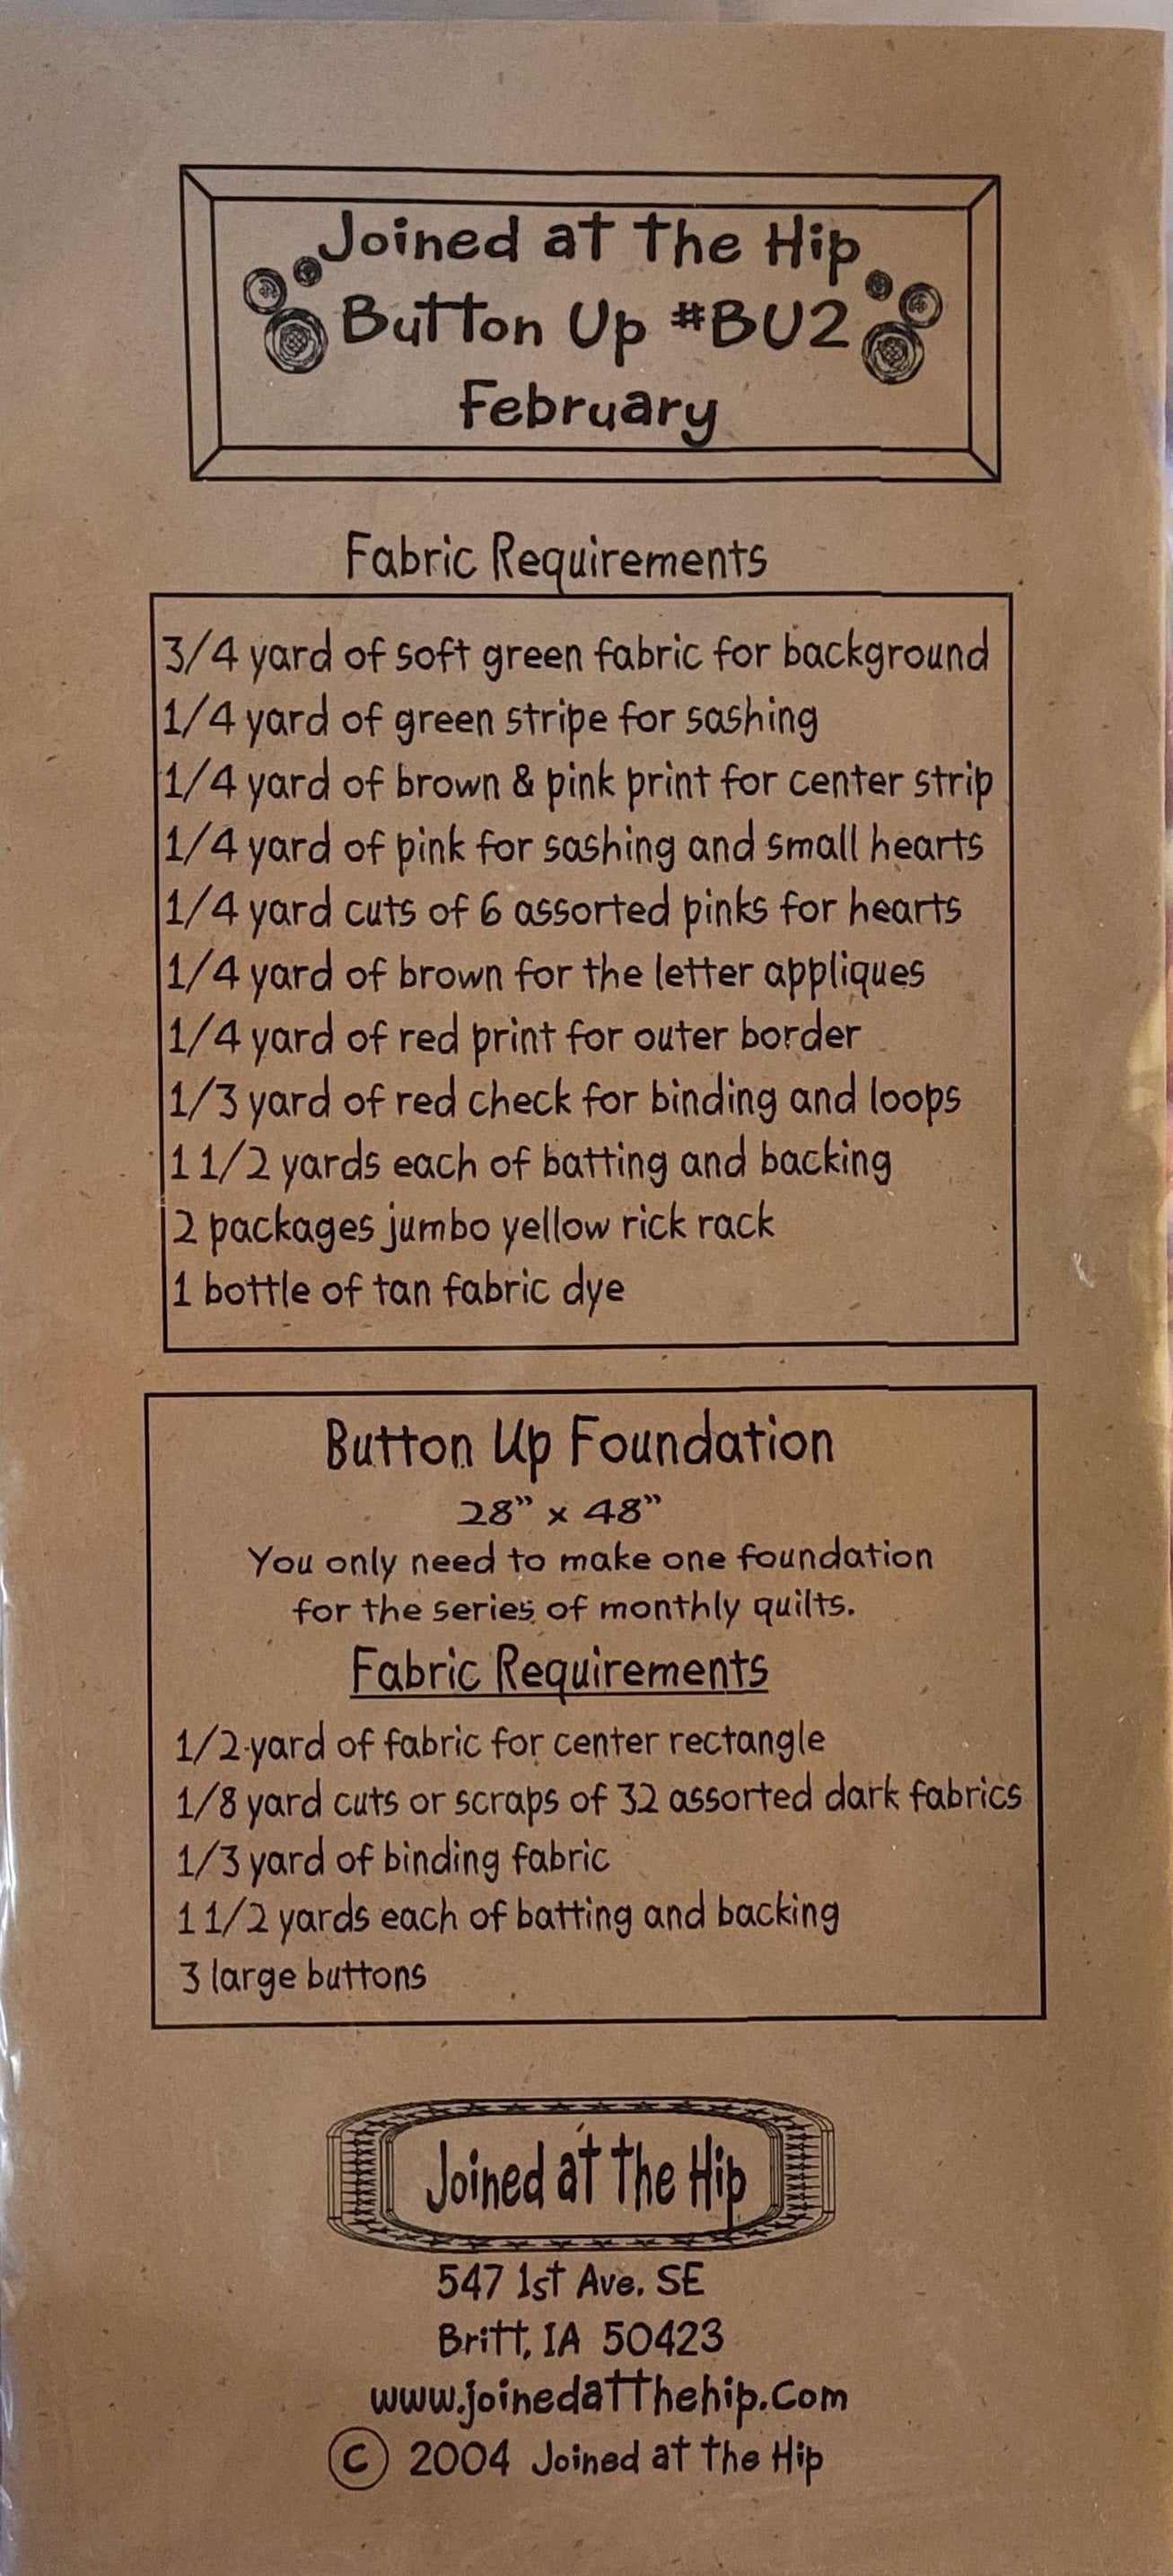 Joined at the Hip
Button Up #BU2
February
Fabric Requirements
3/4 yard of soft green fabric for background
1/4 yard of green stripe for sashing
1/4 yard of brown & pink print for center strip
1/4 yard of pink for sashing and small hearts
1/4 yard cuts of 6 assorted pinks for hearts
1/4 yard of brown for the letter appliques
1/4 yard of red print for outer border
1/3 yard of red check for binding and loops
1 1/2 yards each of batting and backing
2 packages jumbo yellow rick rack
1 bottle of tan fabric dye
Button Up Foundation
28” x 48”
You only need to make one foundation
for the series of monthly quilts.
Fabric Requirements
1/2 yard of fabric for center rectangle
1/8 yard cuts or scraps of 32 assorted dark fabrics
1/3 yard of binding fabric
1 1/2 yards each of batting and backing
3 large buttons
Joined at the Hip
547 1st Ave. SE
Britt, IA 50423
www.joinedatthehip.com
© 2004 Joined at the Hip